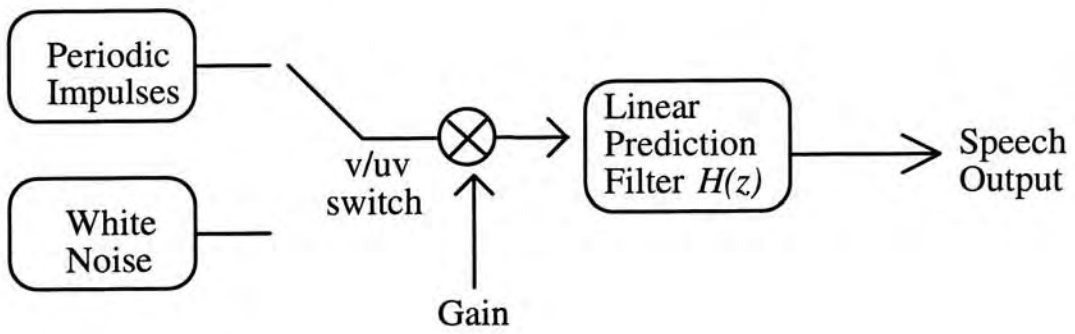 Periodic
Impulses
White
Noise
v/uv
switch
Gain
Linear
Prediction
Filter H(z)
Speech
Output